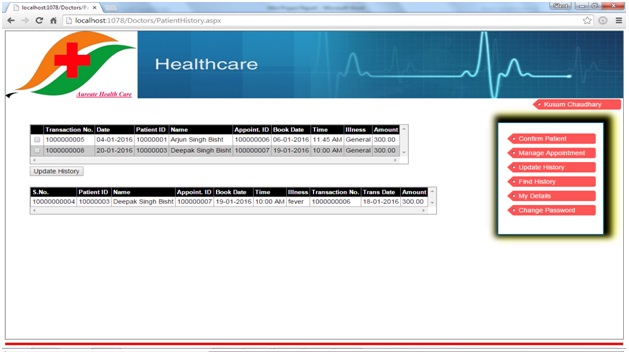 localhost:1078/Doctors/P
localhost:1078/Doctors/PatientHistory.aspx
Aureate Health Care
Healthcare
Kusum Chaudhary
Transaction No. Date Patient ID Name Appoint. ID Book Date Time Illness Amount
1000000005 04-01-2016 10000001 Arjun Singh Bisht 100000006 06-01-2016 11:45 AM General 300.00
1000000008 20-01-2016 10000003 Deepak Singh Bisht 100000007 19-01-2016 10:00 AM General 300.00
Update History
S.No. Patient ID Name Appoint. ID Book Date Time Illness Transaction No. Trans Date Amount
10000000004 10000003 Deepak Singh Bisht 100000007 19-01-2016 10:00 AM fever 1000000006 18-01-2016 300.00
Confirm Patient
Manage Appointment
Update History
Find History
My Details
Change Password